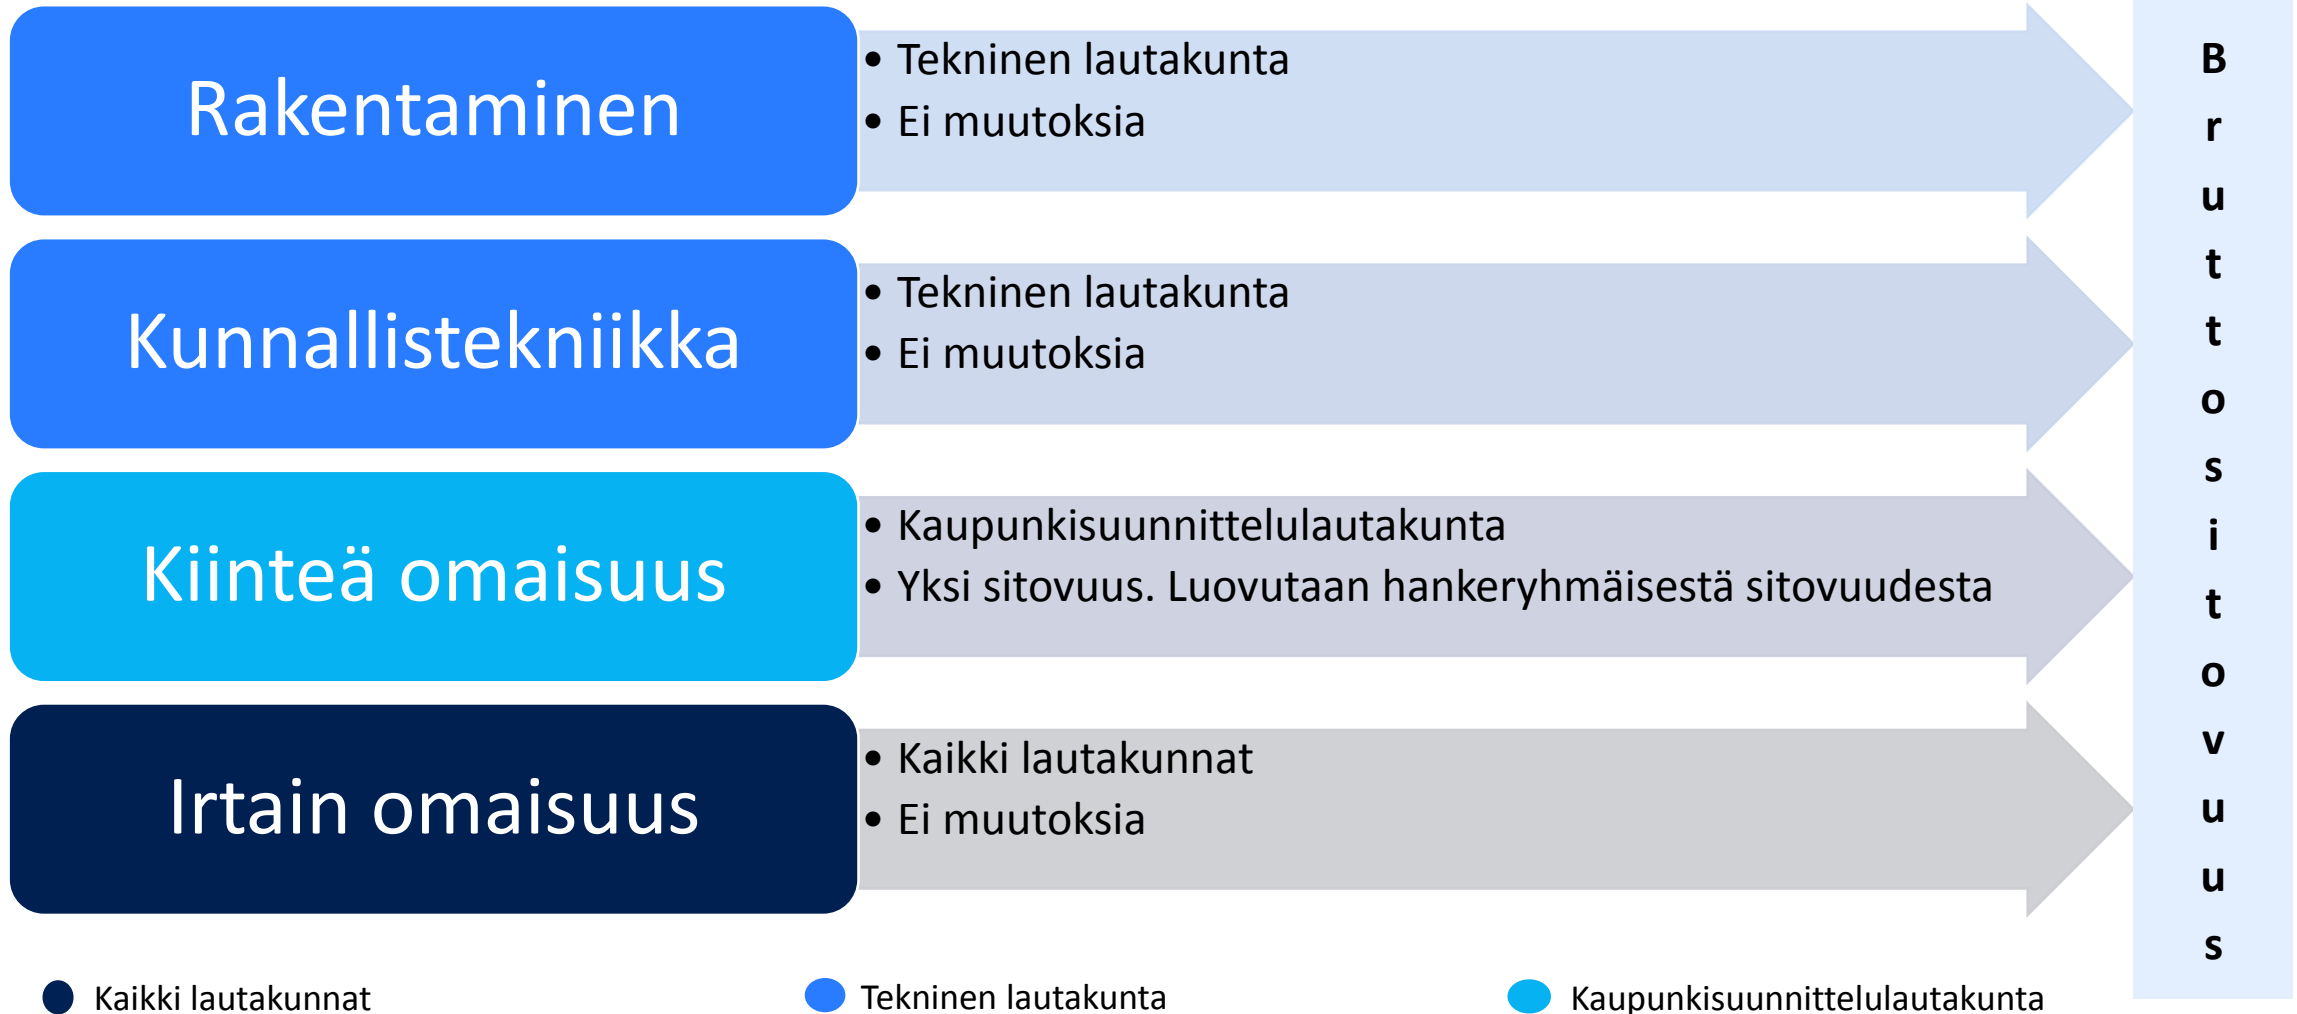 Rakentaminen
• Tekninen lautakunta
• Ei muutoksia
Kunnallistekniikka
• Tekninen lautakunta
• Ei muutoksia
Kiinteä omaisuus
• Kaupunkisuunnittelulautakunta
• Yksi sitovuus. Luovutaan hankeryhmäisestä sitovuudesta
Irtain omaisuus
• Kaikki lautakunnat
• Ei muutoksia
B
r
u
t
t
o
s
i
t
o
v
u
u
s
Kaikki lautakunnat
Tekninen lautakunta
Kaupunkisuunnittelulautakunta